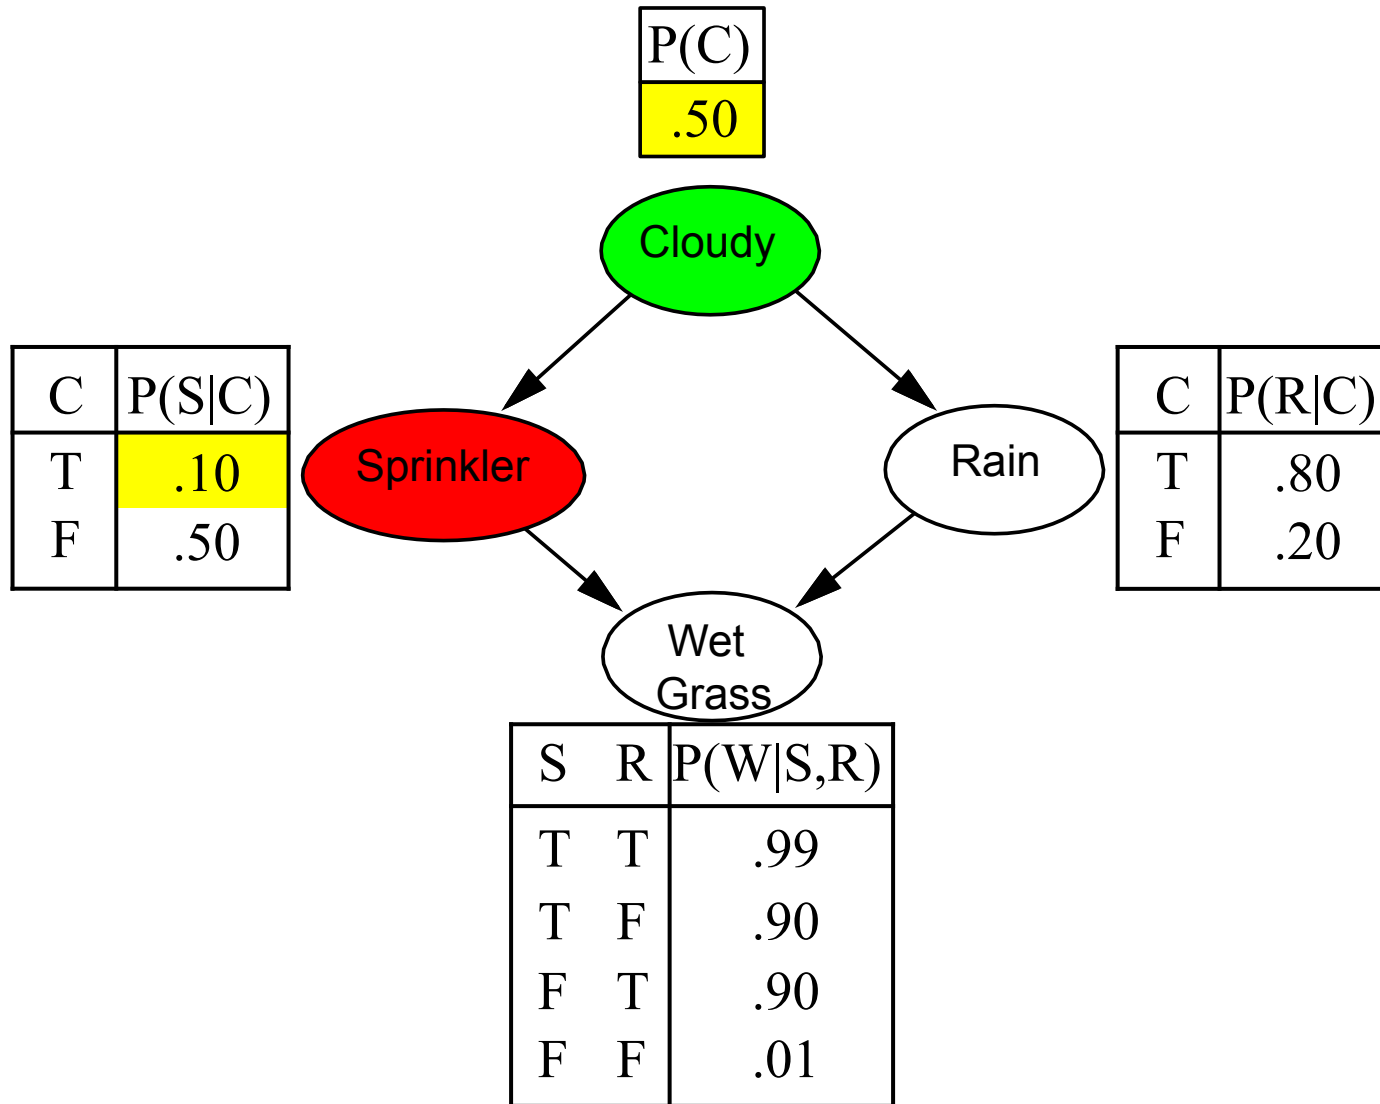 P(C)
.50
Cloudy
C P(S|C)
T .10
F .50
Sprinkler
Rain
C P(R|C)
T .80
F .20
Wet
Grass
S R P(W|S,R)
T T .99
T F .90
F T .90
F F .01